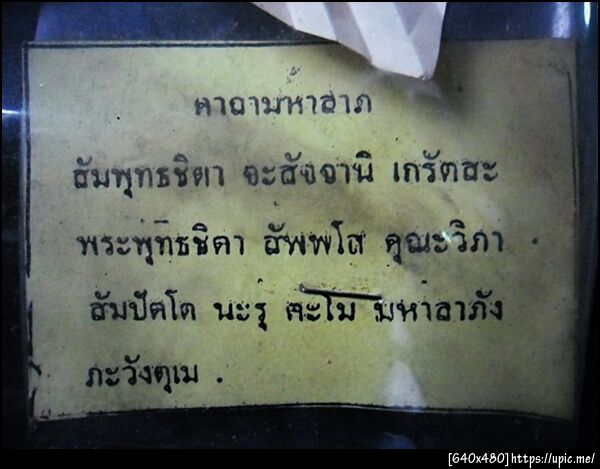 คาถามหาลาภ
สัมพุทธชิตา จะสัจจานิ เกรัตสะ
พระพุทธชิตา สัพพโส คุณะวิภา
สัมปัตโต นะรุ ตะโม มหาลาภัง
ภะวังตุเม .
[640x480]https://upic.me/